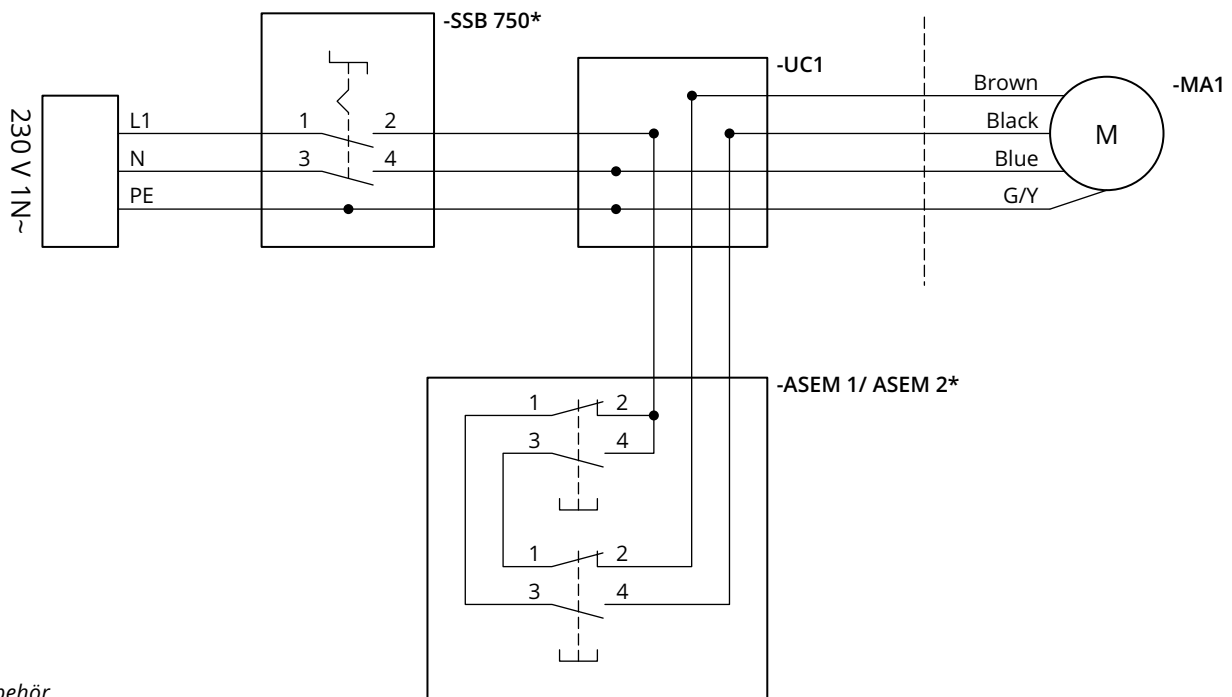 -SSB 750*
-UC1
-MA1
230 V 1N~
L1
N
PE
1
2
3
4
Brown
Black
Blue
G/Y
M
-ASEM 1/ ASEM 2*
1
2
3
4
1
2
3
4